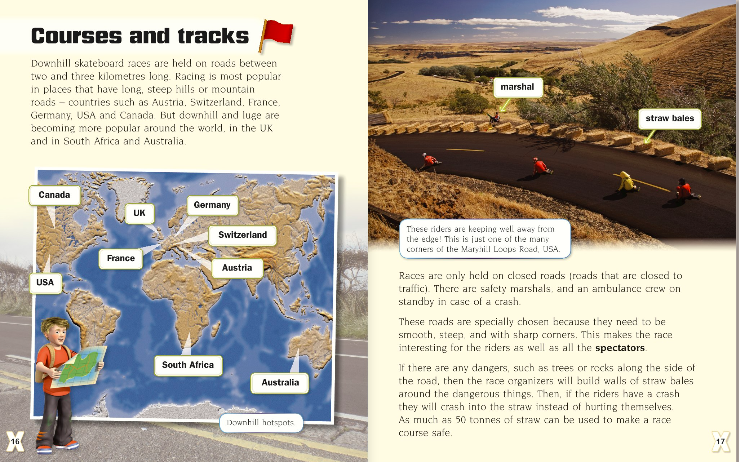 Courses and tracks
Downhill skateboard races are held on roads between
two and three kilometres long. Racing is most popular
in places that have long, steep hills or mountain
roads – countries such as Austria, Switzerland, France,
Germany, USA and Canada. But downhill and luge are
becoming more popular around the world, in the UK
and in South Africa and Australia.
Canada
UK
Germany
Switzerland
France
Austria
USA
South Africa
Australia
Downhill hotspots
16
marshal
straw bales
These riders are keeping well away from
the edge! This is just one of the many
corners of the Maryhill Loops Road, USA.
Races are only held on closed roads (roads that are closed to
traffic). There are safety marshals, and an ambulance crew on
standby in case of a crash.
These roads are specially chosen because they need to be
smooth, steep, and with sharp corners. This makes the race
interesting for the riders as well as all the spectators.
If there are any dangers, such as trees or rocks along the side of
the road, then the race organizers will build walls of straw bales
around the dangerous things. Then, if the riders have a crash
they will crash into the straw instead of hurting themselves.
As much as 50 tonnes of straw can be used to make a race
course safe.
17